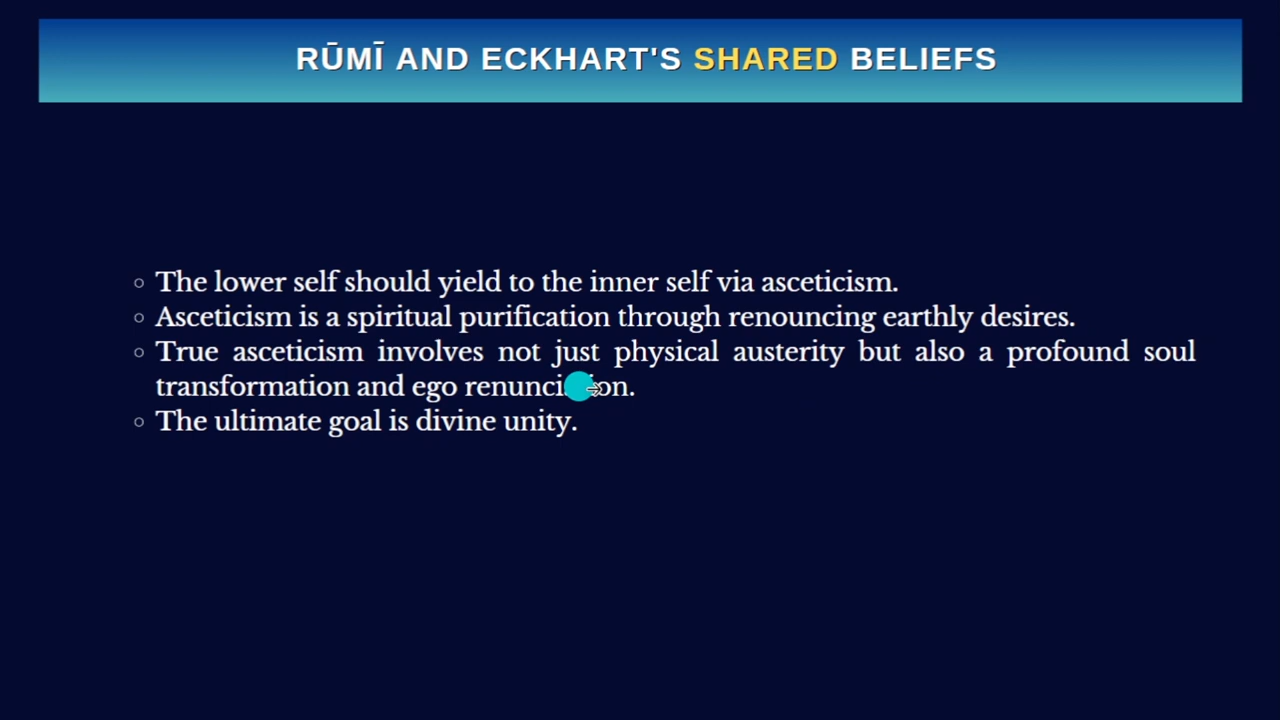 RŪMĪ AND ECKHART'S SHARED BELIEFS
The lower self should yield to the inner self via asceticism.
Asceticism is a spiritual purification through renouncing earthly desires.
True asceticism involves not just physical austerity but also a profound soul
transformation and ego renunciation.
The ultimate goal is divine unity.